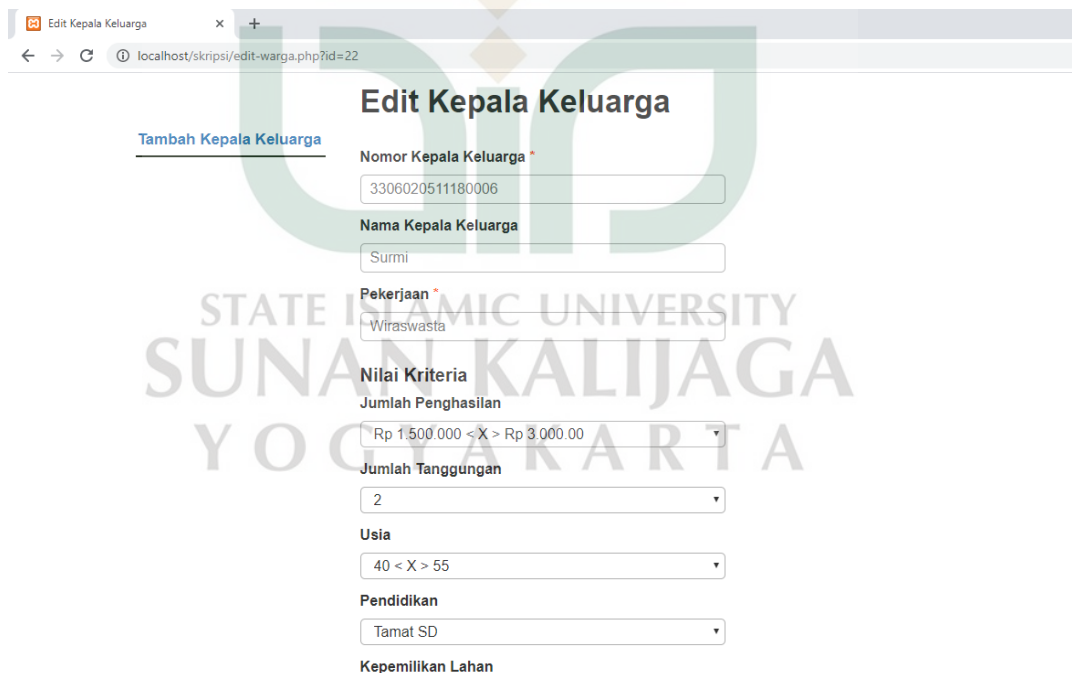 Edit Kepala Keluarga
localhost/skripsi/edit-warga.php?id=22
Edit Kepala Keluarga
Tambah Kepala Keluarga
Nomor Kepala Keluarga *
3306020511180006
Nama Kepala Keluarga
Surmi
Pekerjaan *
Wiraswasta
STATE ISLAMIC UNIVERSITY
SUNAN KALIJAGA
YOGYAKARTA
Nilai Kriteria
Jumlah Penghasilan
Rp 1.500.000 < X > Rp 3.000.00
Jumlah Tanggungan
2
Usia
40 < X > 55
Pendidikan
Tamat SD
Kepemilikan Lahan